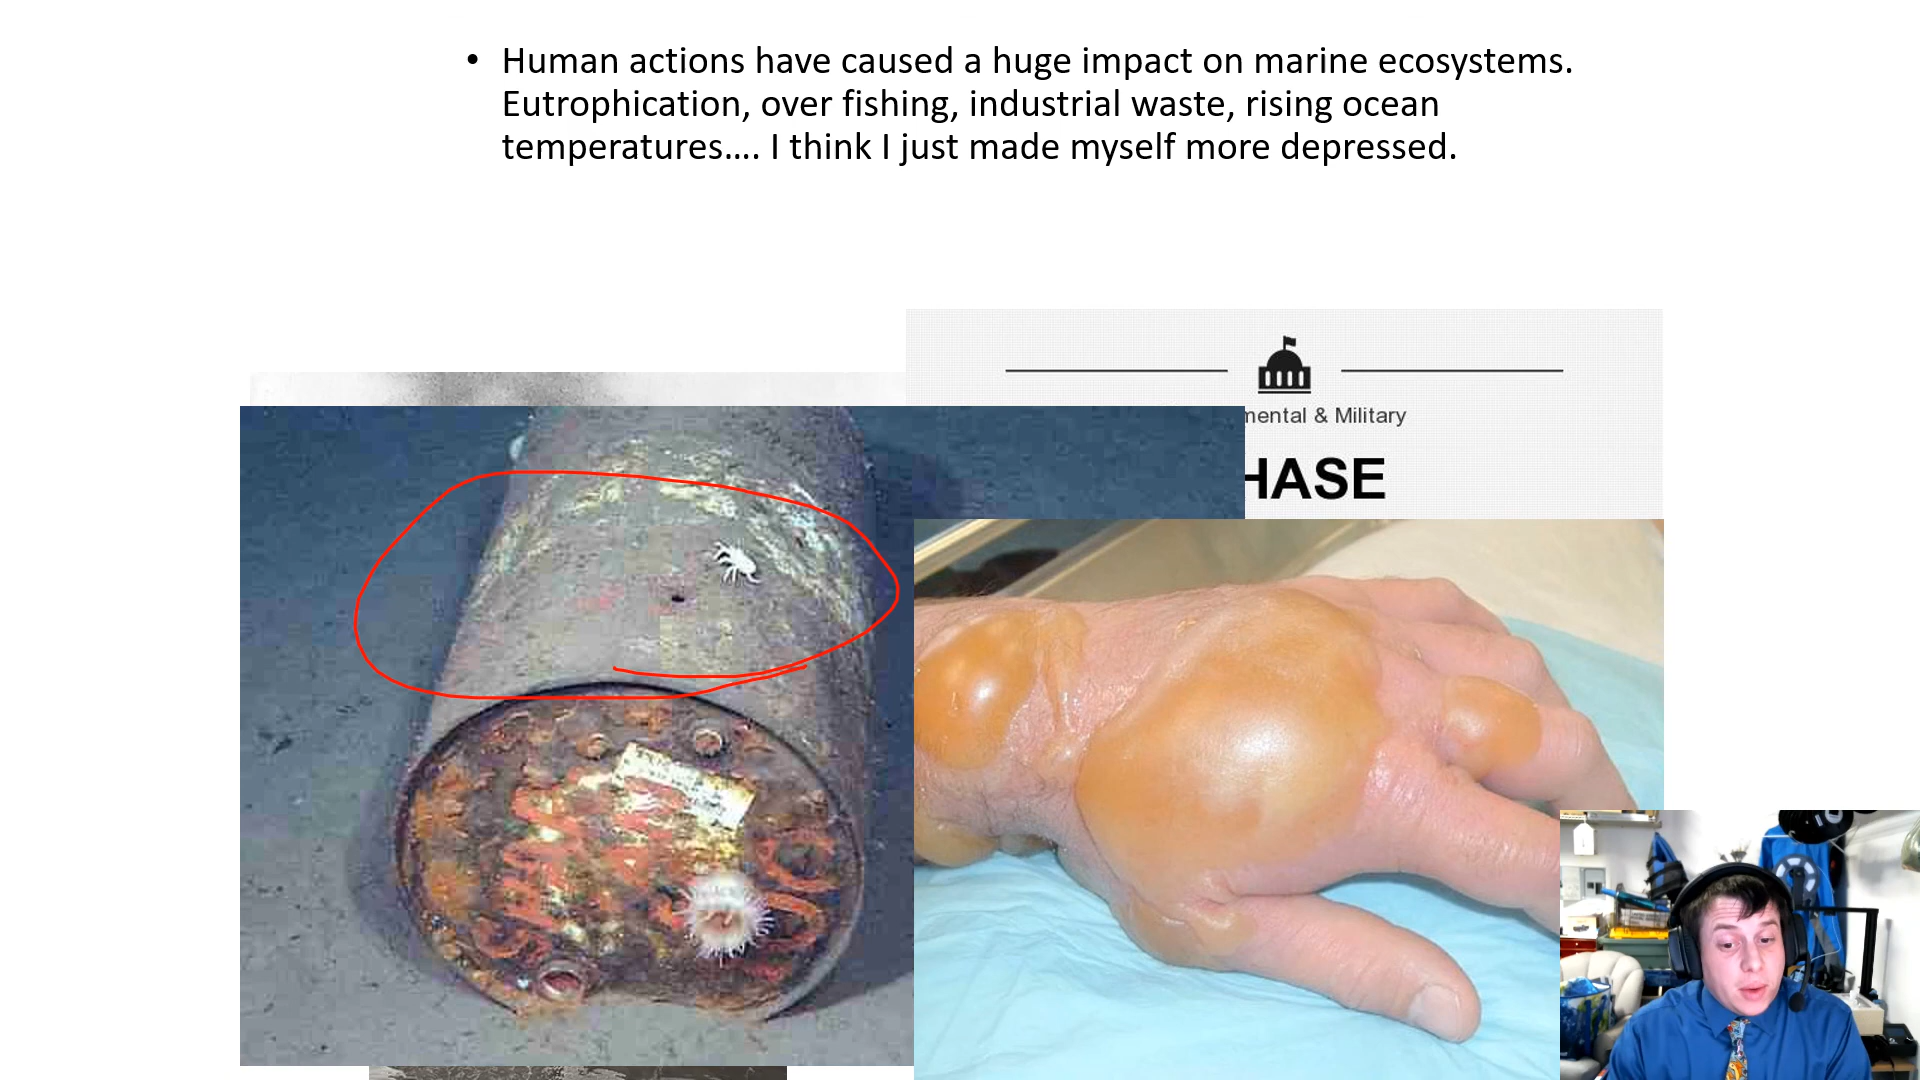 • Human actions have caused a huge impact on marine ecosystems.
Eutrophication, over fishing, industrial waste, rising ocean
temperatures.... I think I just made myself more depressed.
mental & Military
HASE